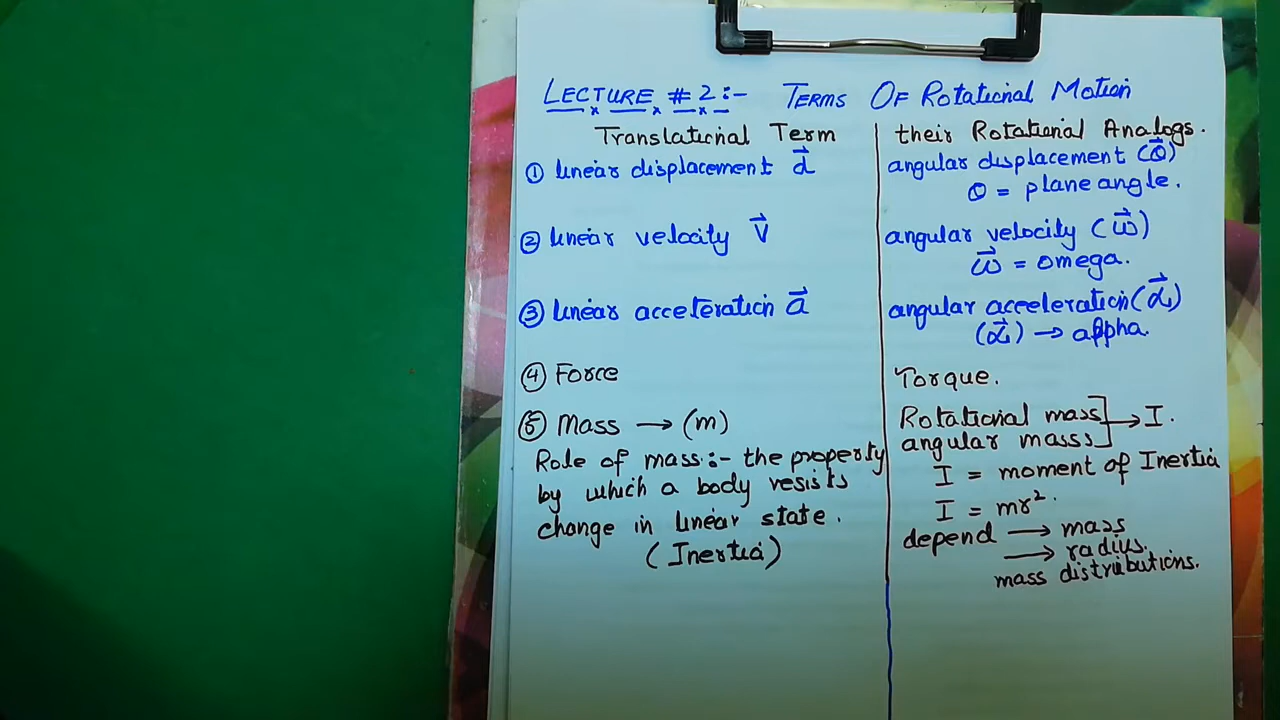 LECTURE # 2 :- TERMS OF Rotational Motion
Translational Term
their Rotational Analogs.
① linear displacement d⃗
angular displacement (θ⃗)
θ = plane angle.
② linear velocity v⃗
angular velocity (ω⃗)
ω⃗ = omega.
③ linear acceleration a⃗
angular acceleration (α⃗)
(α⃗) → alpha.
④ Force
Torque.
⑤ Mass → (m)
Rotational mass
angular masss
→ I.
Role of mass :- the property
by which a body resists
change in linear state.
(Inertia)
I = moment of Inertia
I = mr².
depend → mass
→ radius.
mass distributions.